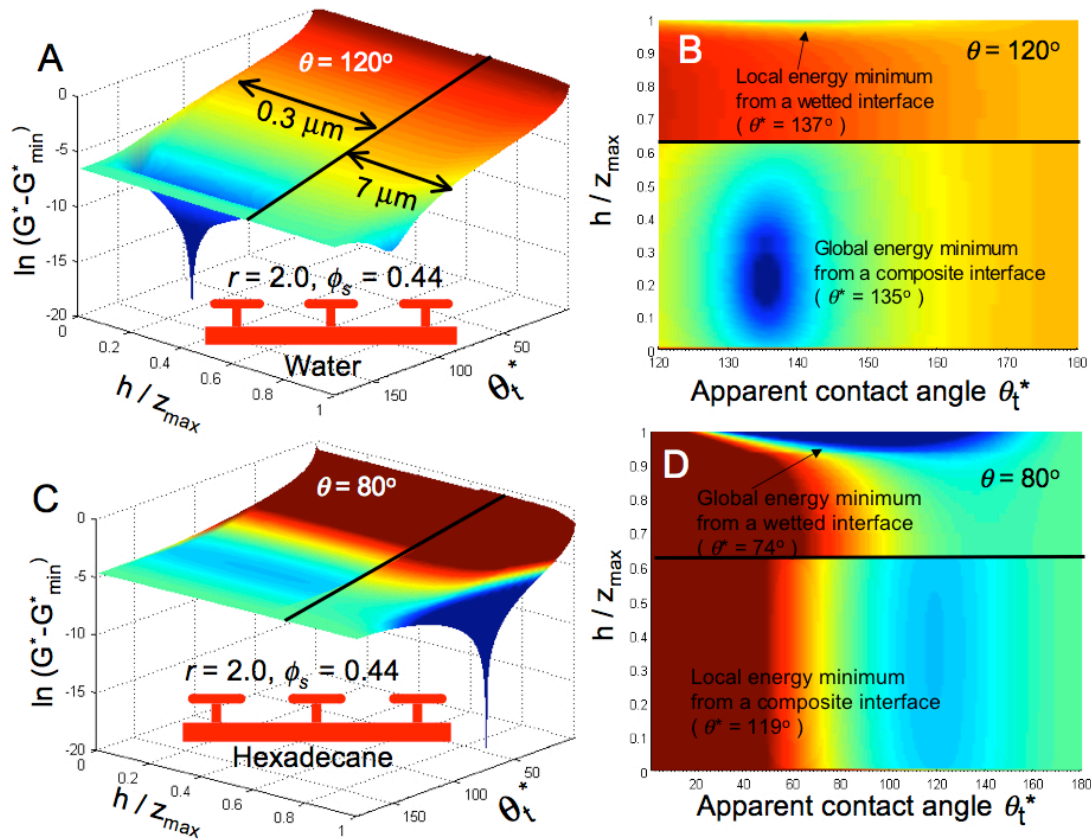 A
θ = 120°
0.3 μm
7 μm
ln (G*-G*min)
0
-5
-10
-15
-20
r = 2.0, ϕs = 0.44
Water
0
0.2
0.4
0.6
0.8
1
h / zmax
150
100
50
θt*
B
θ = 120°
Local energy minimum
from a wetted interface
( θ* = 137° )
Global energy minimum
from a composite interface
( θ* = 135° )
h / zmax
1
0.9
0.8
0.7
0.6
0.5
0.4
0.3
0.2
0.1
0
120 130 140 150 160 170 180
Apparent contact angle θt*
C
θ = 80°
ln (G*-G*min)
0
-5
-10
-15
-20
r = 2.0, ϕs = 0.44
Hexadecane
0
0.2
0.4
0.6
0.8
1
h / zmax
150
100
50
θt*
D
θ = 80°
Global energy minimum
from a wetted interface
( θ* = 74° )
Local energy minimum
from a composite interface
( θ* = 119° )
h / zmax
1
0.9
0.8
0.7
0.6
0.5
0.4
0.3
0.2
0.1
0
20 40 60 80 100 120 140 160 180
Apparent contact angle θt*